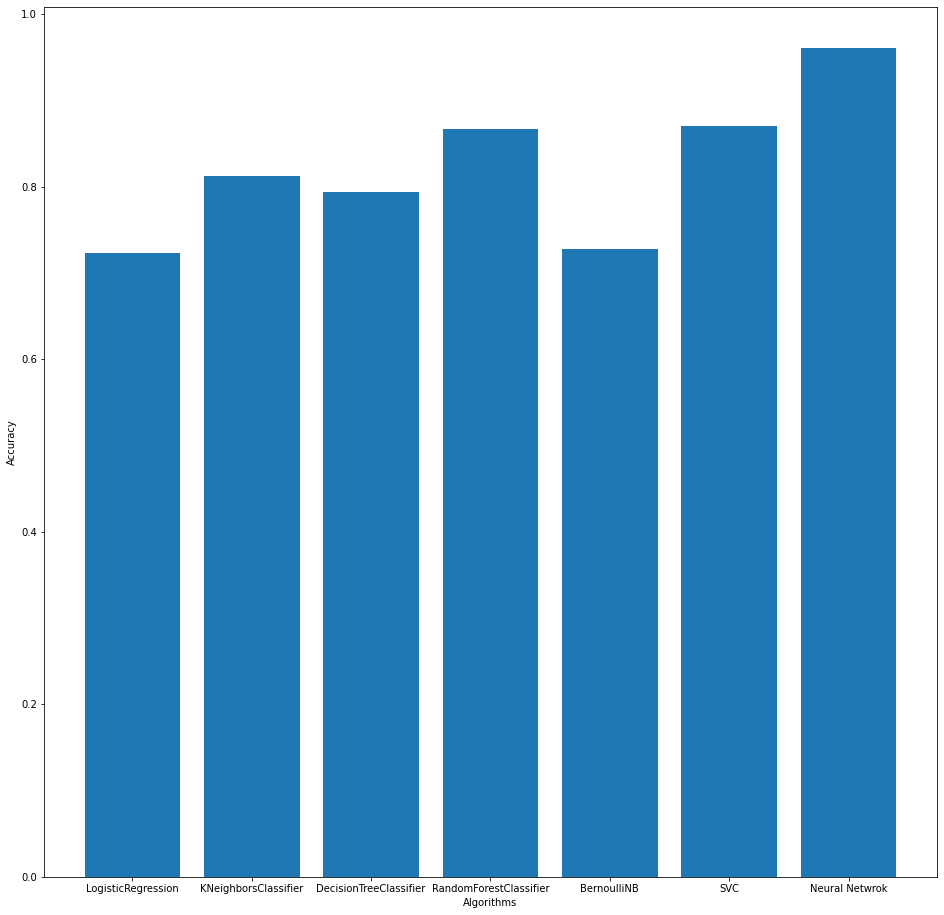 1.0
0.8
0.6
0.4
0.2
0.0
Accuracy
LogisticRegression KNeighborsClassifier DecisionTreeClassifier RandomForestClassifier BernoulliNB SVC Neural Netwrok
Algorithms